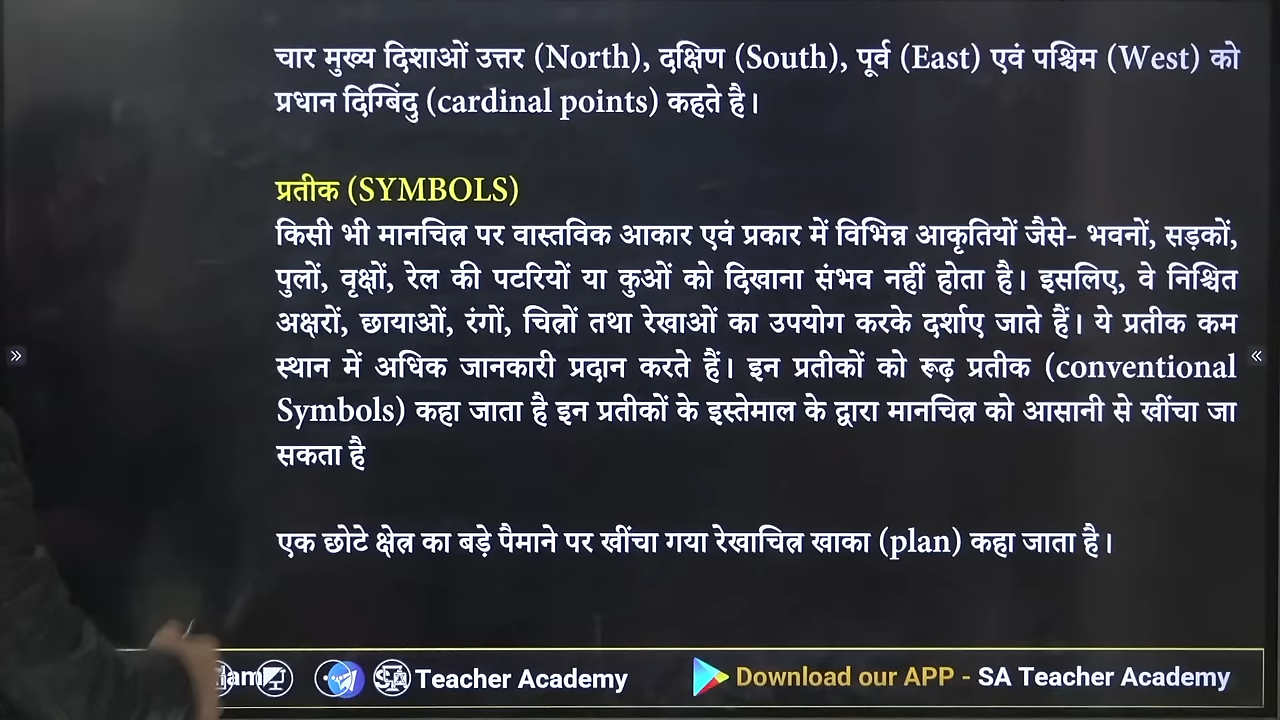 चार मुख्य दिशाओं उत्तर (North), दक्षिण (South), पूर्व (East) एवं पश्चिम (West) को
प्रधान दिग्बिंदु (cardinal points) कहते है।
प्रतीक (SYMBOLS)
किसी भी मानचित्र पर वास्तविक आकार एवं प्रकार में विभिन्न आकृतियों जैसे- भवनों, सड़कों,
पुलों, वृक्षों, रेल की पटरियों या कुओं को दिखाना संभव नहीं होता है। इसलिए, वे निश्चित
अक्षरों, छायाओं, रंगों, चित्रों तथा रेखाओं का उपयोग करके दर्शाए जाते हैं। ये प्रतीक कम
स्थान में अधिक जानकारी प्रदान करते हैं। इन प्रतीकों को रूढ़ प्रतीक (conventional
Symbols) कहा जाता है इन प्रतीकों के इस्तेमाल के द्वारा मानचित्र को आसानी से खींचा जा
सकता है
एक छोटे क्षेत्र का बड़े पैमाने पर खींचा गया रेखाचित्र खाका (plan) कहा जाता है।
Teacher Academy Download our APP - SA Teacher Academy